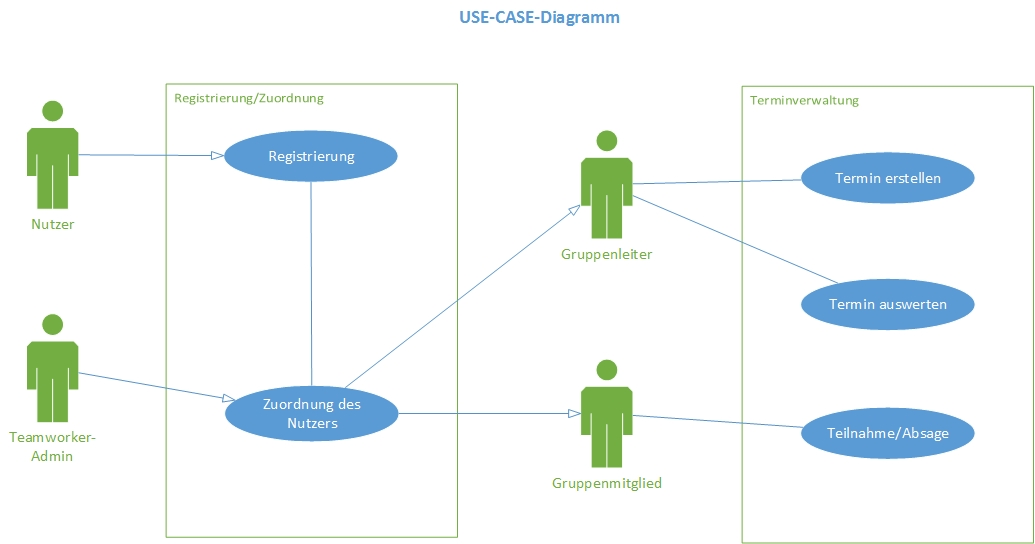 USE-CASE-Diagramm
Registrierung/Zuordnung
Registrierung
Nutzer
Teamworker-
Admin
Zuordnung des
Nutzers
Gruppenleiter
Gruppenmitglied
Terminverwaltung
Termin erstellen
Termin auswerten
Teilnahme/Absage